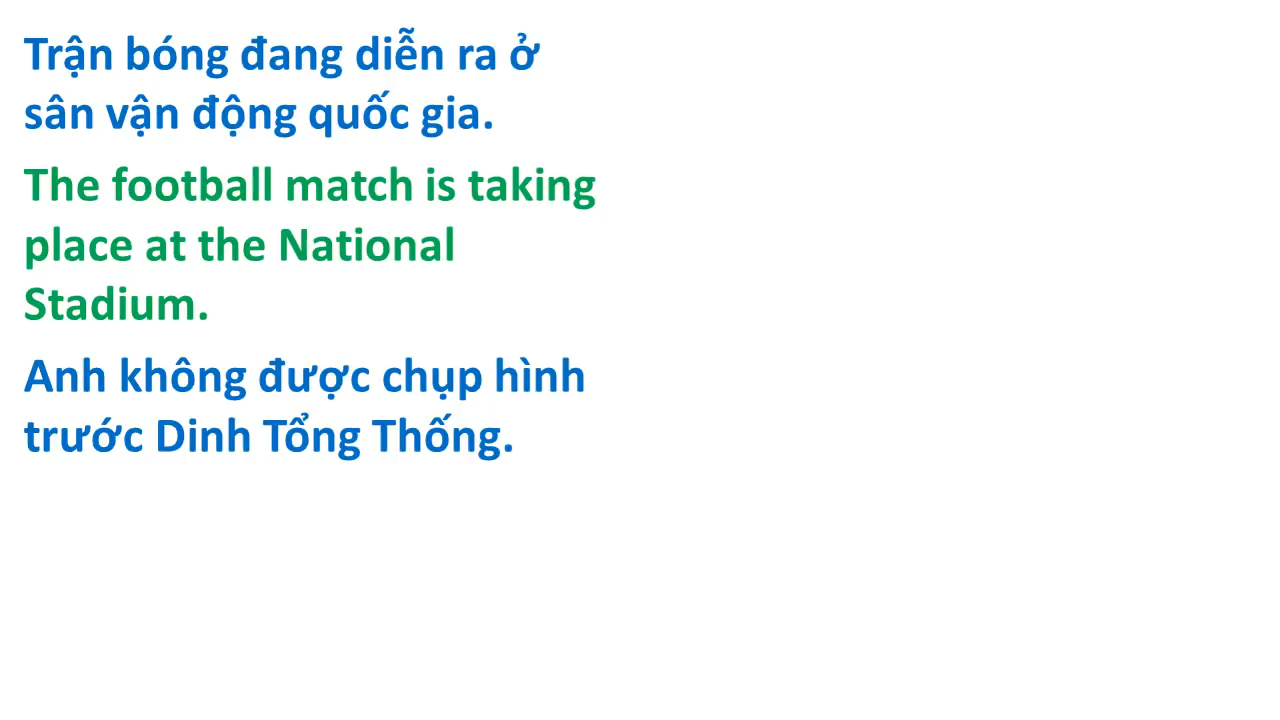 Trận bóng đang diễn ra ở
sân vận động quốc gia.
The football match is taking
place at the National
Stadium.
Anh không được chụp hình
trước Dinh Tổng Thống.